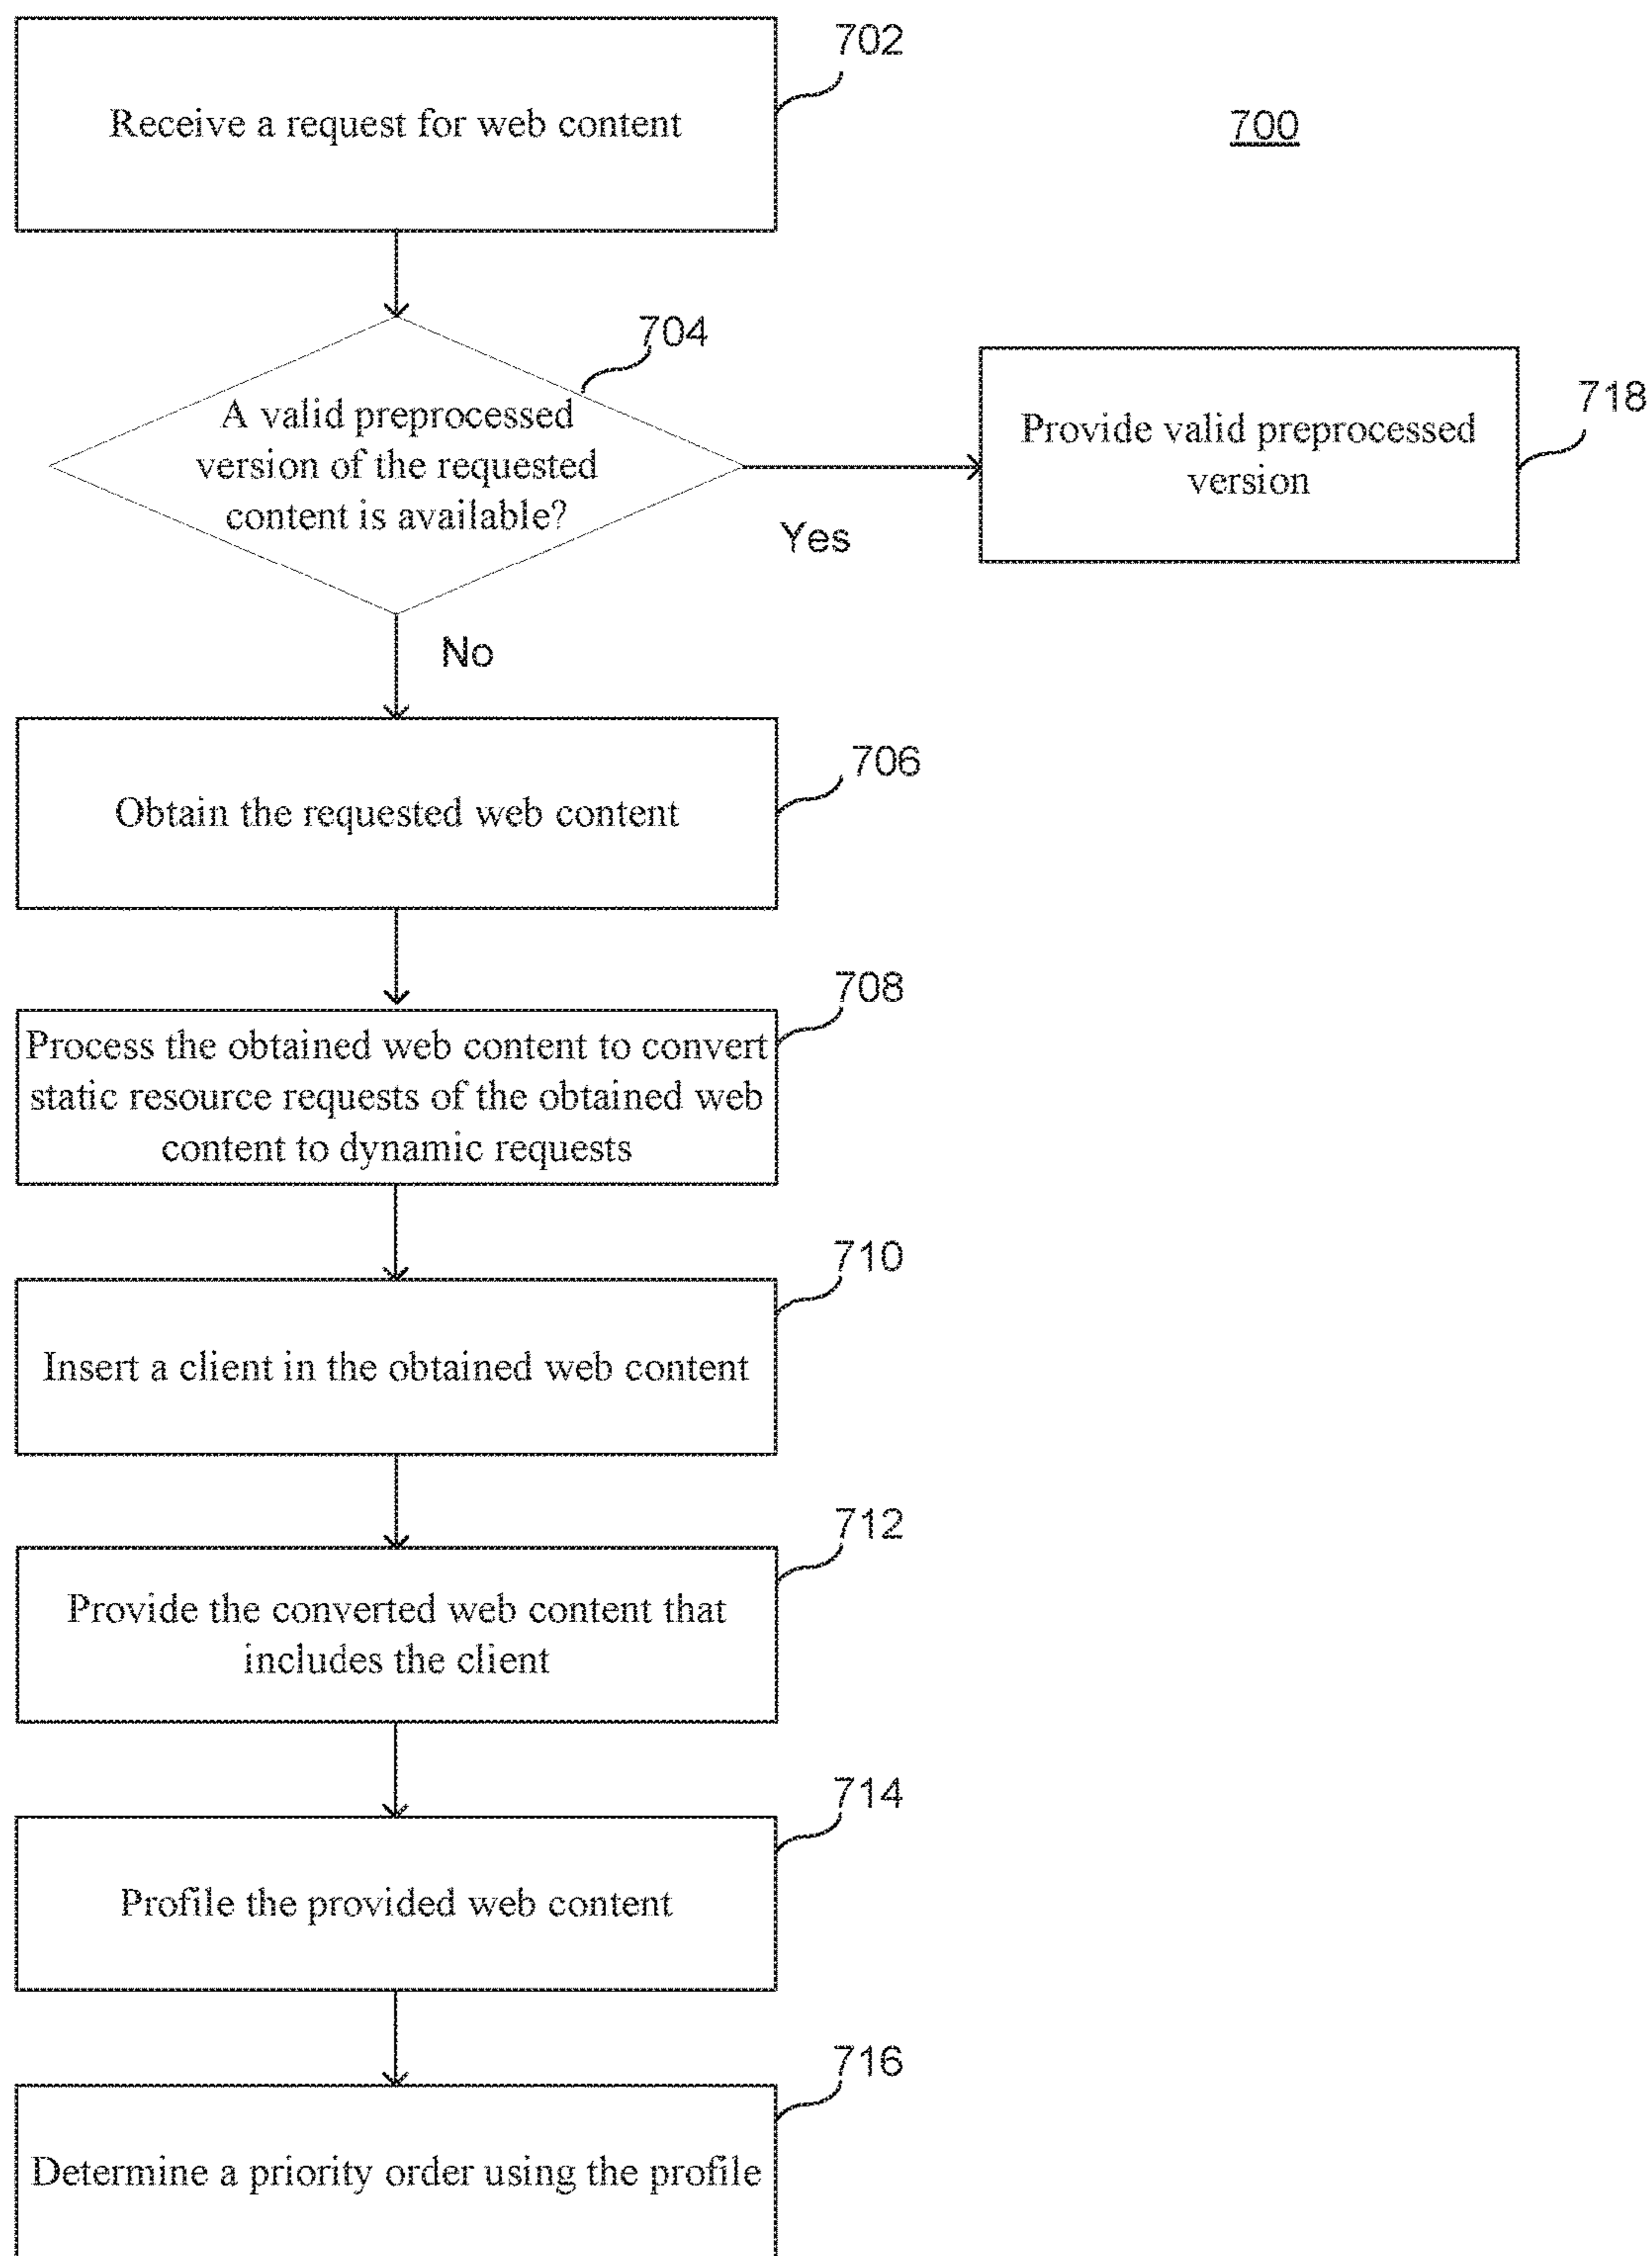 702
Receive a request for web content
700
704
A valid preprocessed
version of the requested
content is available?
Yes
718
Provide valid preprocessed
version
No
706
Obtain the requested web content
708
Process the obtained web content to convert
static resource requests of the obtained web
content to dynamic requests
710
Insert a client in the obtained web content
712
Provide the converted web content that
includes the client
714
Profile the provided web content
716
Determine a priority order using the profile